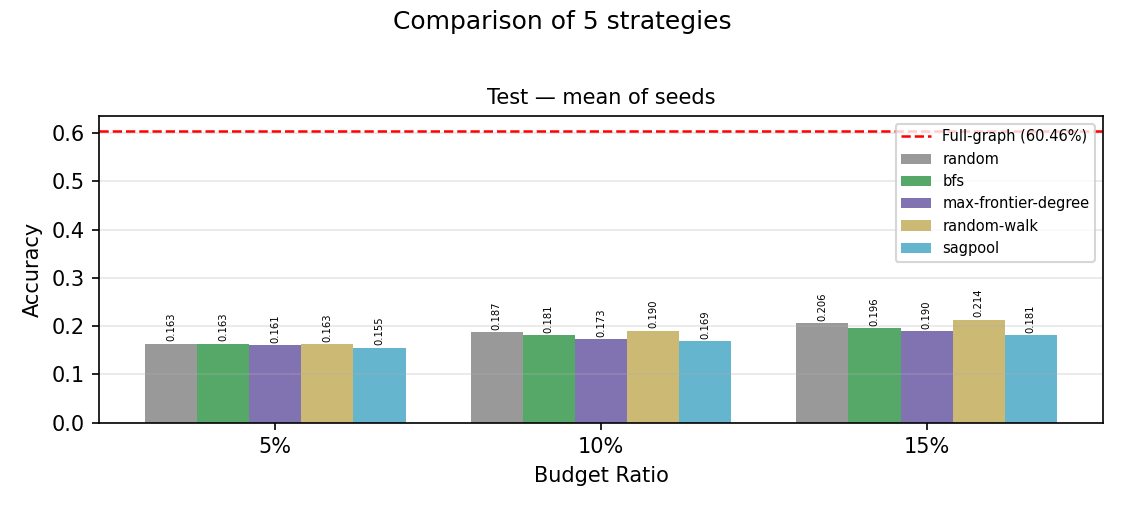 Comparison of 5 strategies
Test — mean of seeds
Accuracy
0.6
0.5
0.4
0.3
0.2
0.1
0.0
Full-graph (60.46%)
random
bfs
max-frontier-degree
random-walk
sagpool
0.163 0.163 0.161 0.163 0.155
0.187 0.181 0.173 0.190 0.169
0.206 0.196 0.190 0.214 0.181
5% 10% 15%
Budget Ratio